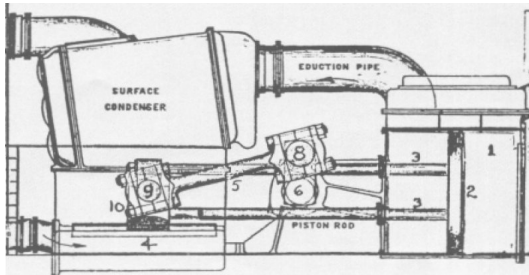 EDUCTION PIPE
SURFACE
CONDENSER
1
8
3
2
5
9
6
3
10
PISTON ROD
4